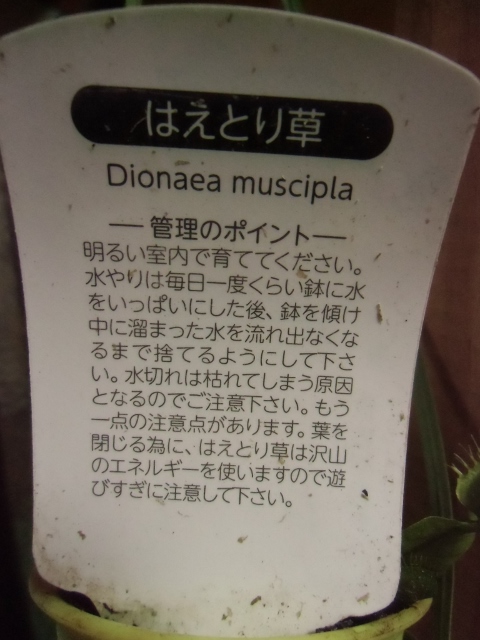 はえとり草
Dionaea muscipla
― 管理のポイント―
明るい室内で育ててください。
水やりは毎日一度くらい鉢に水
をいっぱいにした後、鉢を傾け
中に溜まった水を流れ出なくな
るまで捨てるようにして下さ
い。水切れは枯れてしまう原因
となるのでご注意下さい。もう
一点の注意点があります。葉を
閉じる為に、はえとり草は沢山
のエネルギーを使いますので遊
びすぎに注意して下さい。